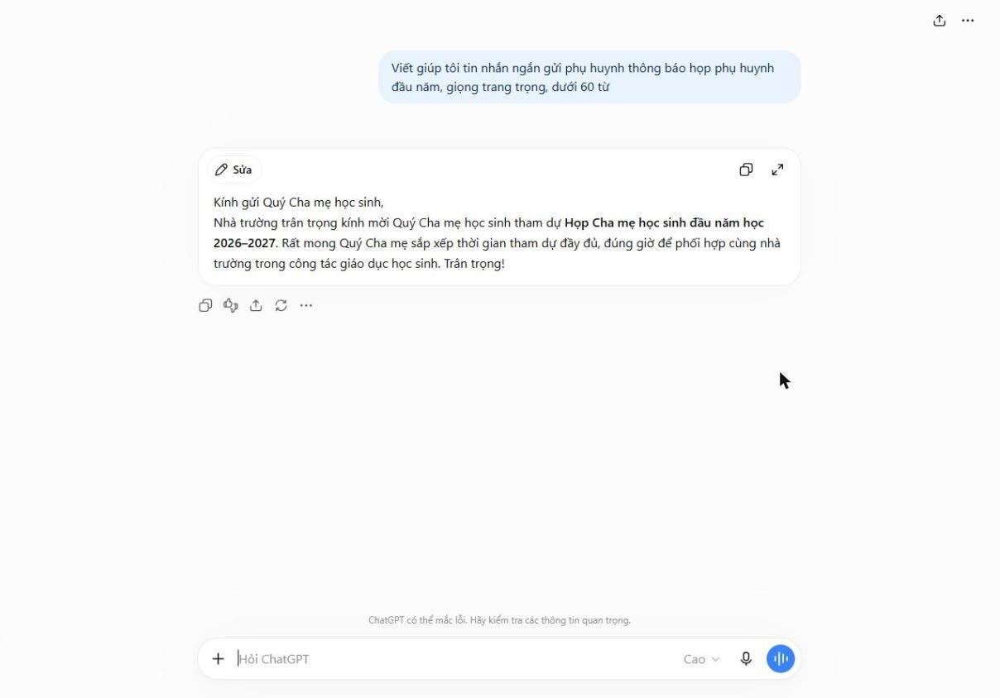 Viết giúp tôi tin nhắn ngắn gửi phụ huynh thông báo họp phụ huynh
đầu năm, giọng trang trọng, dưới 60 từ
Sửa
Kính gửi Quý Cha mẹ học sinh,
Nhà trường trân trọng kính mời Quý Cha mẹ học sinh tham dự Họp Cha mẹ học sinh đầu năm học
2026–2027. Rất mong Quý Cha mẹ sắp xếp thời gian tham dự đầy đủ, đúng giờ để phối hợp cùng nhà
trường trong công tác giáo dục học sinh. Trân trọng!
ChatGPT có thể mắc lỗi. Hãy kiểm tra các thông tin quan trọng.
Hỏi ChatGPT
Cao